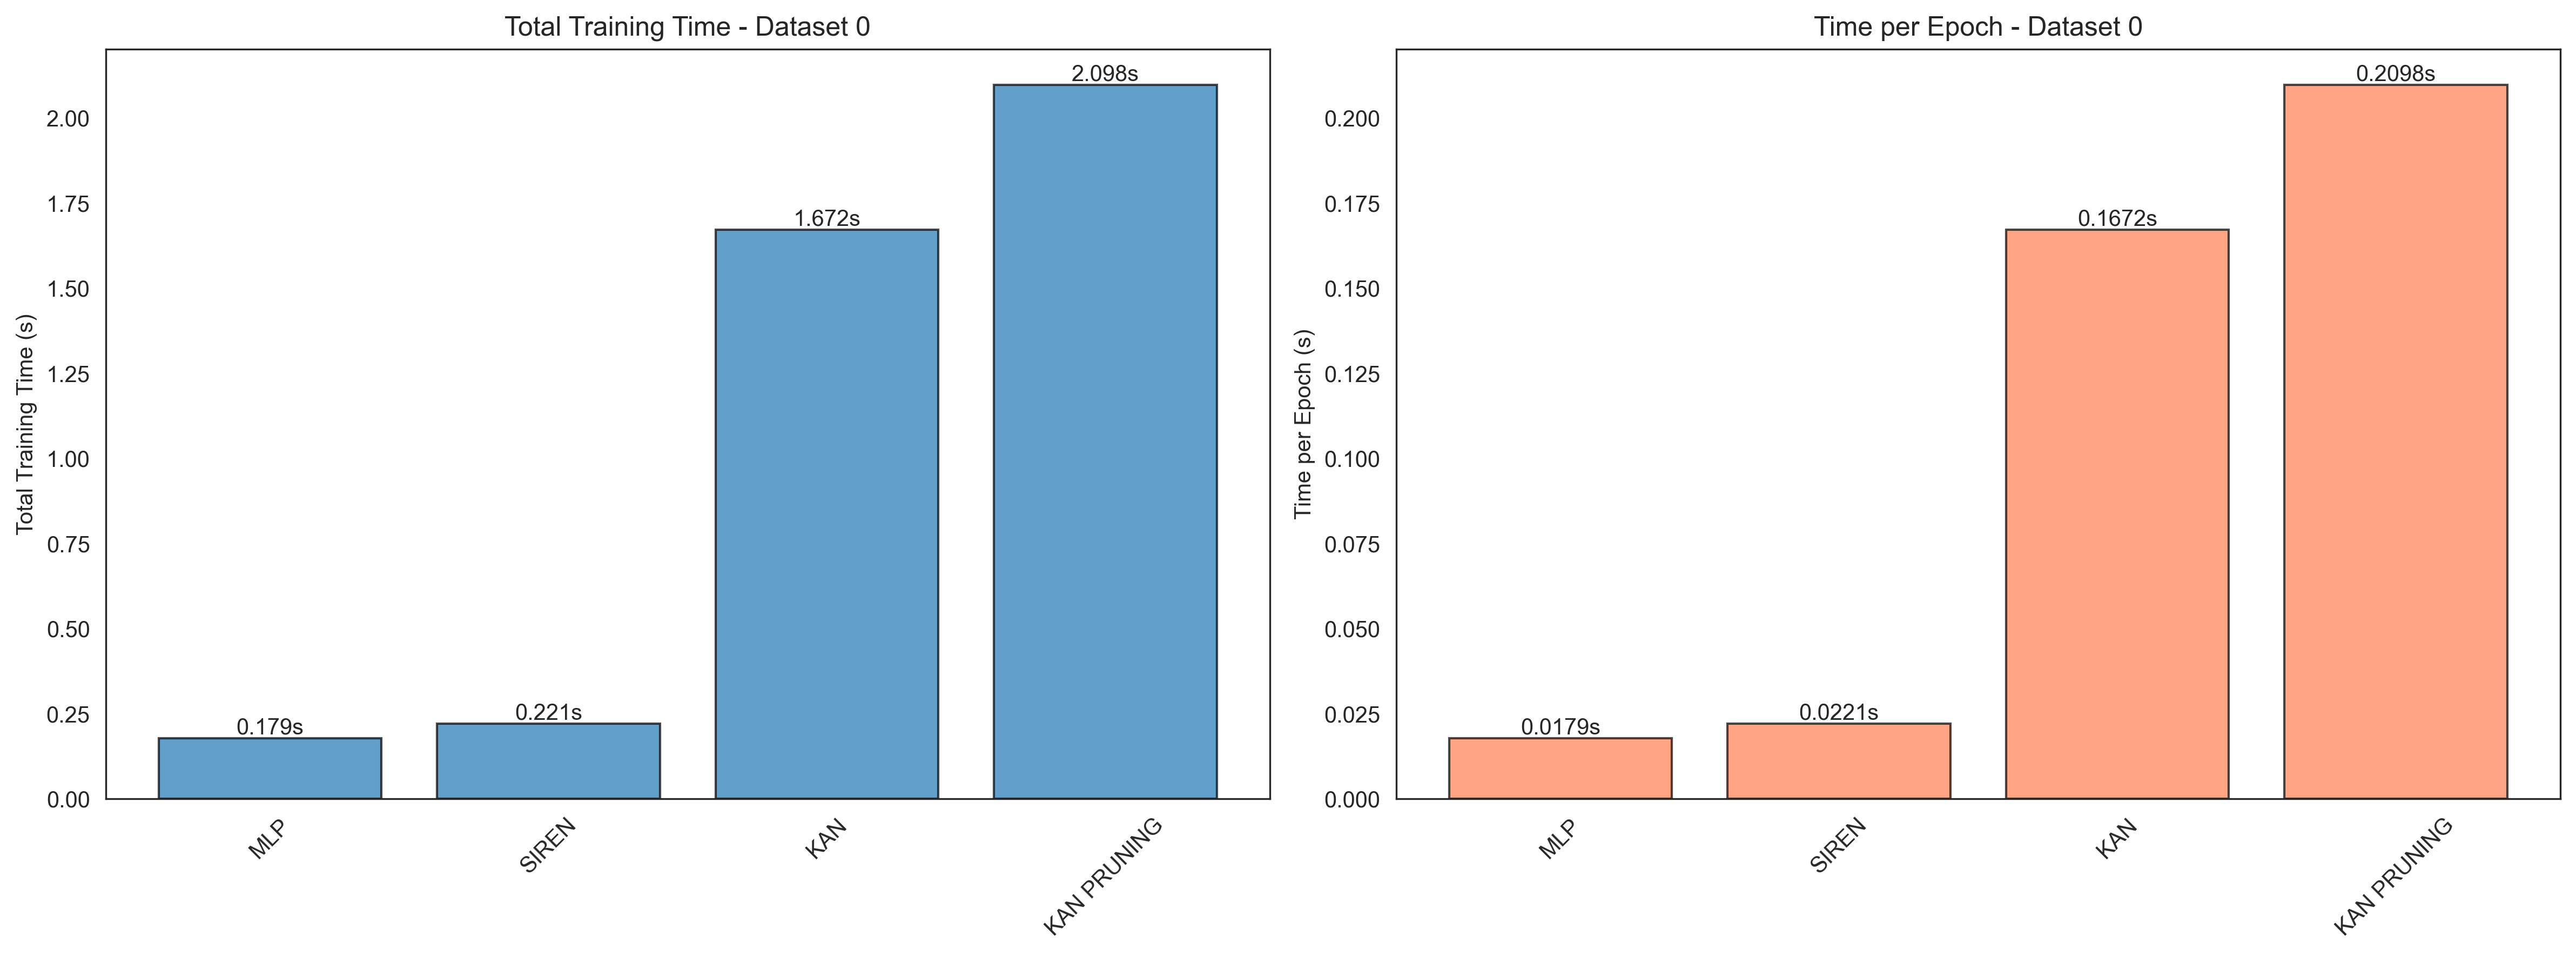 Total Training Time - Dataset 0
Total Training Time (s)
2.00
1.75
1.50
1.25
1.00
0.75
0.50
0.25
0.00
0.179s
0.221s
1.672s
2.098s
MLP
SIREN
KAN
KAN PRUNING
Time per Epoch - Dataset 0
Time per Epoch (s)
0.200
0.175
0.150
0.125
0.100
0.075
0.050
0.025
0.000
0.0179s
0.0221s
0.1672s
0.2098s
MLP
SIREN
KAN
KAN PRUNING